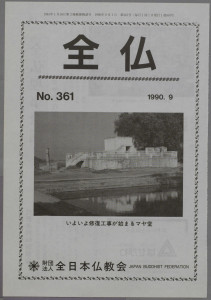 全仏
No. 361
1990. 9
いよいよ修復工事が始まるマヤ堂
財団
法人
全日本仏教会 JAPAN BUDDHIST FEDERATION